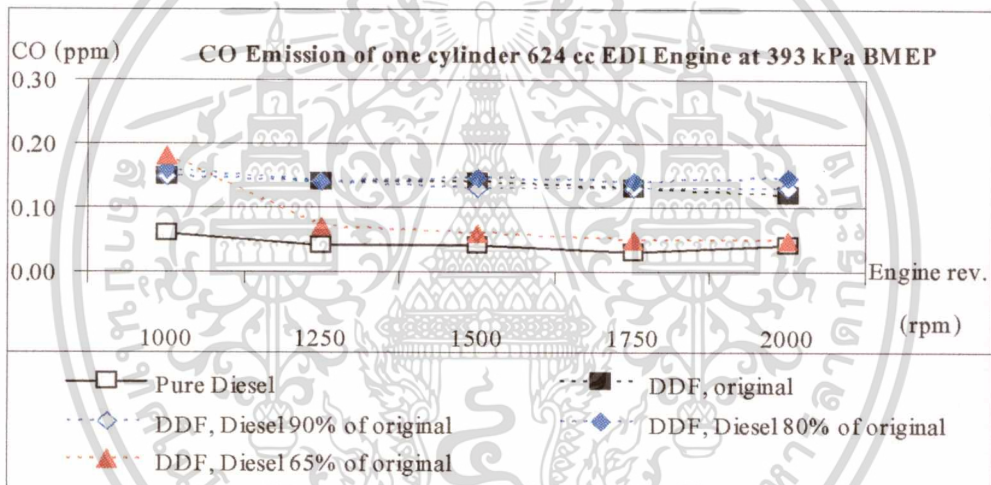 CO (ppm)
CO Emission of one cylinder 624 cc EDI Engine at 393 kPa BMEP
0.30
0.20
0.10
0.00
Engine rev.
(rpm)
1000 1250 1500 1750 2000
Pure Diesel
DDF, original
DDF, Diesel 90% of original
DDF, Diesel 80% of original
DDF, Diesel 65% of original